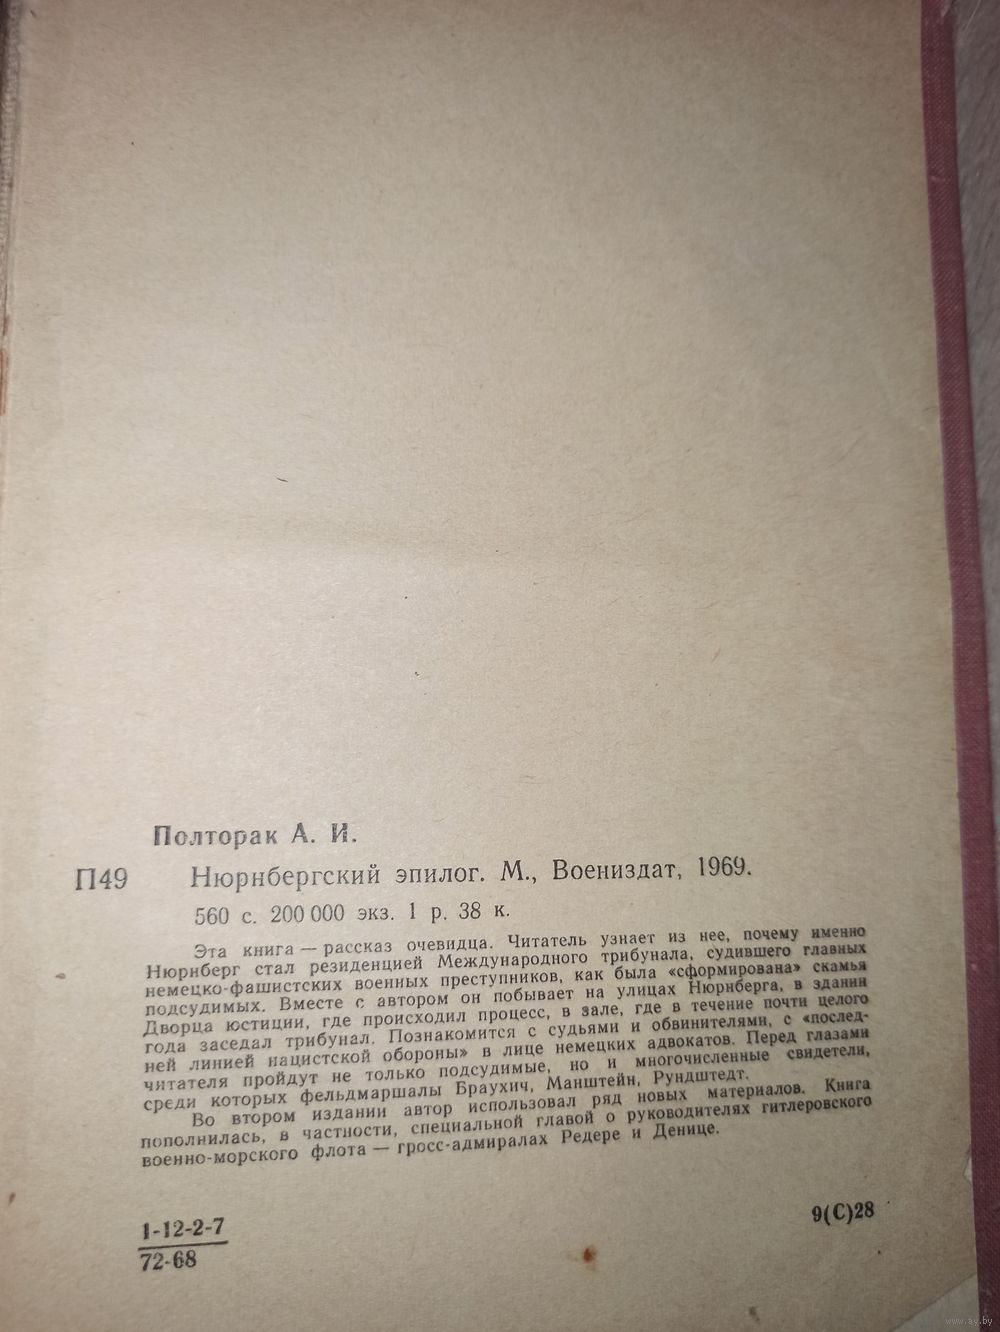 Полторак А. И.
П49 Нюрнбергский эпилог. М., Воениздат, 1969.
560 с. 200 000 экз. 1 р. 38 к.
Эта книга — рассказ очевидца. Читатель узнает из нее, почему именно
Нюрнберг стал резиденцией Международного трибунала, судившего главных
немецко-фашистских военных преступников, как была «сформирована» скамья
подсудимых. Вместе с автором он побывает на улицах Нюрнберга, в здании
Дворца юстиции, где происходил процесс, в зале, где в течение почти целого
года заседал трибунал. Познакомится с судьями и обвинителями, с «послед-
ней линией нацистской обороны» в лице немецких адвокатов. Перед глазами
читателя пройдут не только подсудимые, но и многочисленные свидетели,
среди которых фельдмаршалы Браухич, Манштейн, Рундштедт.
Во втором издании автор использовал ряд новых материалов. Книга
пополнилась, в частности, специальной главой о руководителях гитлеровского
военно-морского флота — гросс-адмиралах Редере и Денице.
1-12-2-7
72-68
9(С)28
www.ay.by